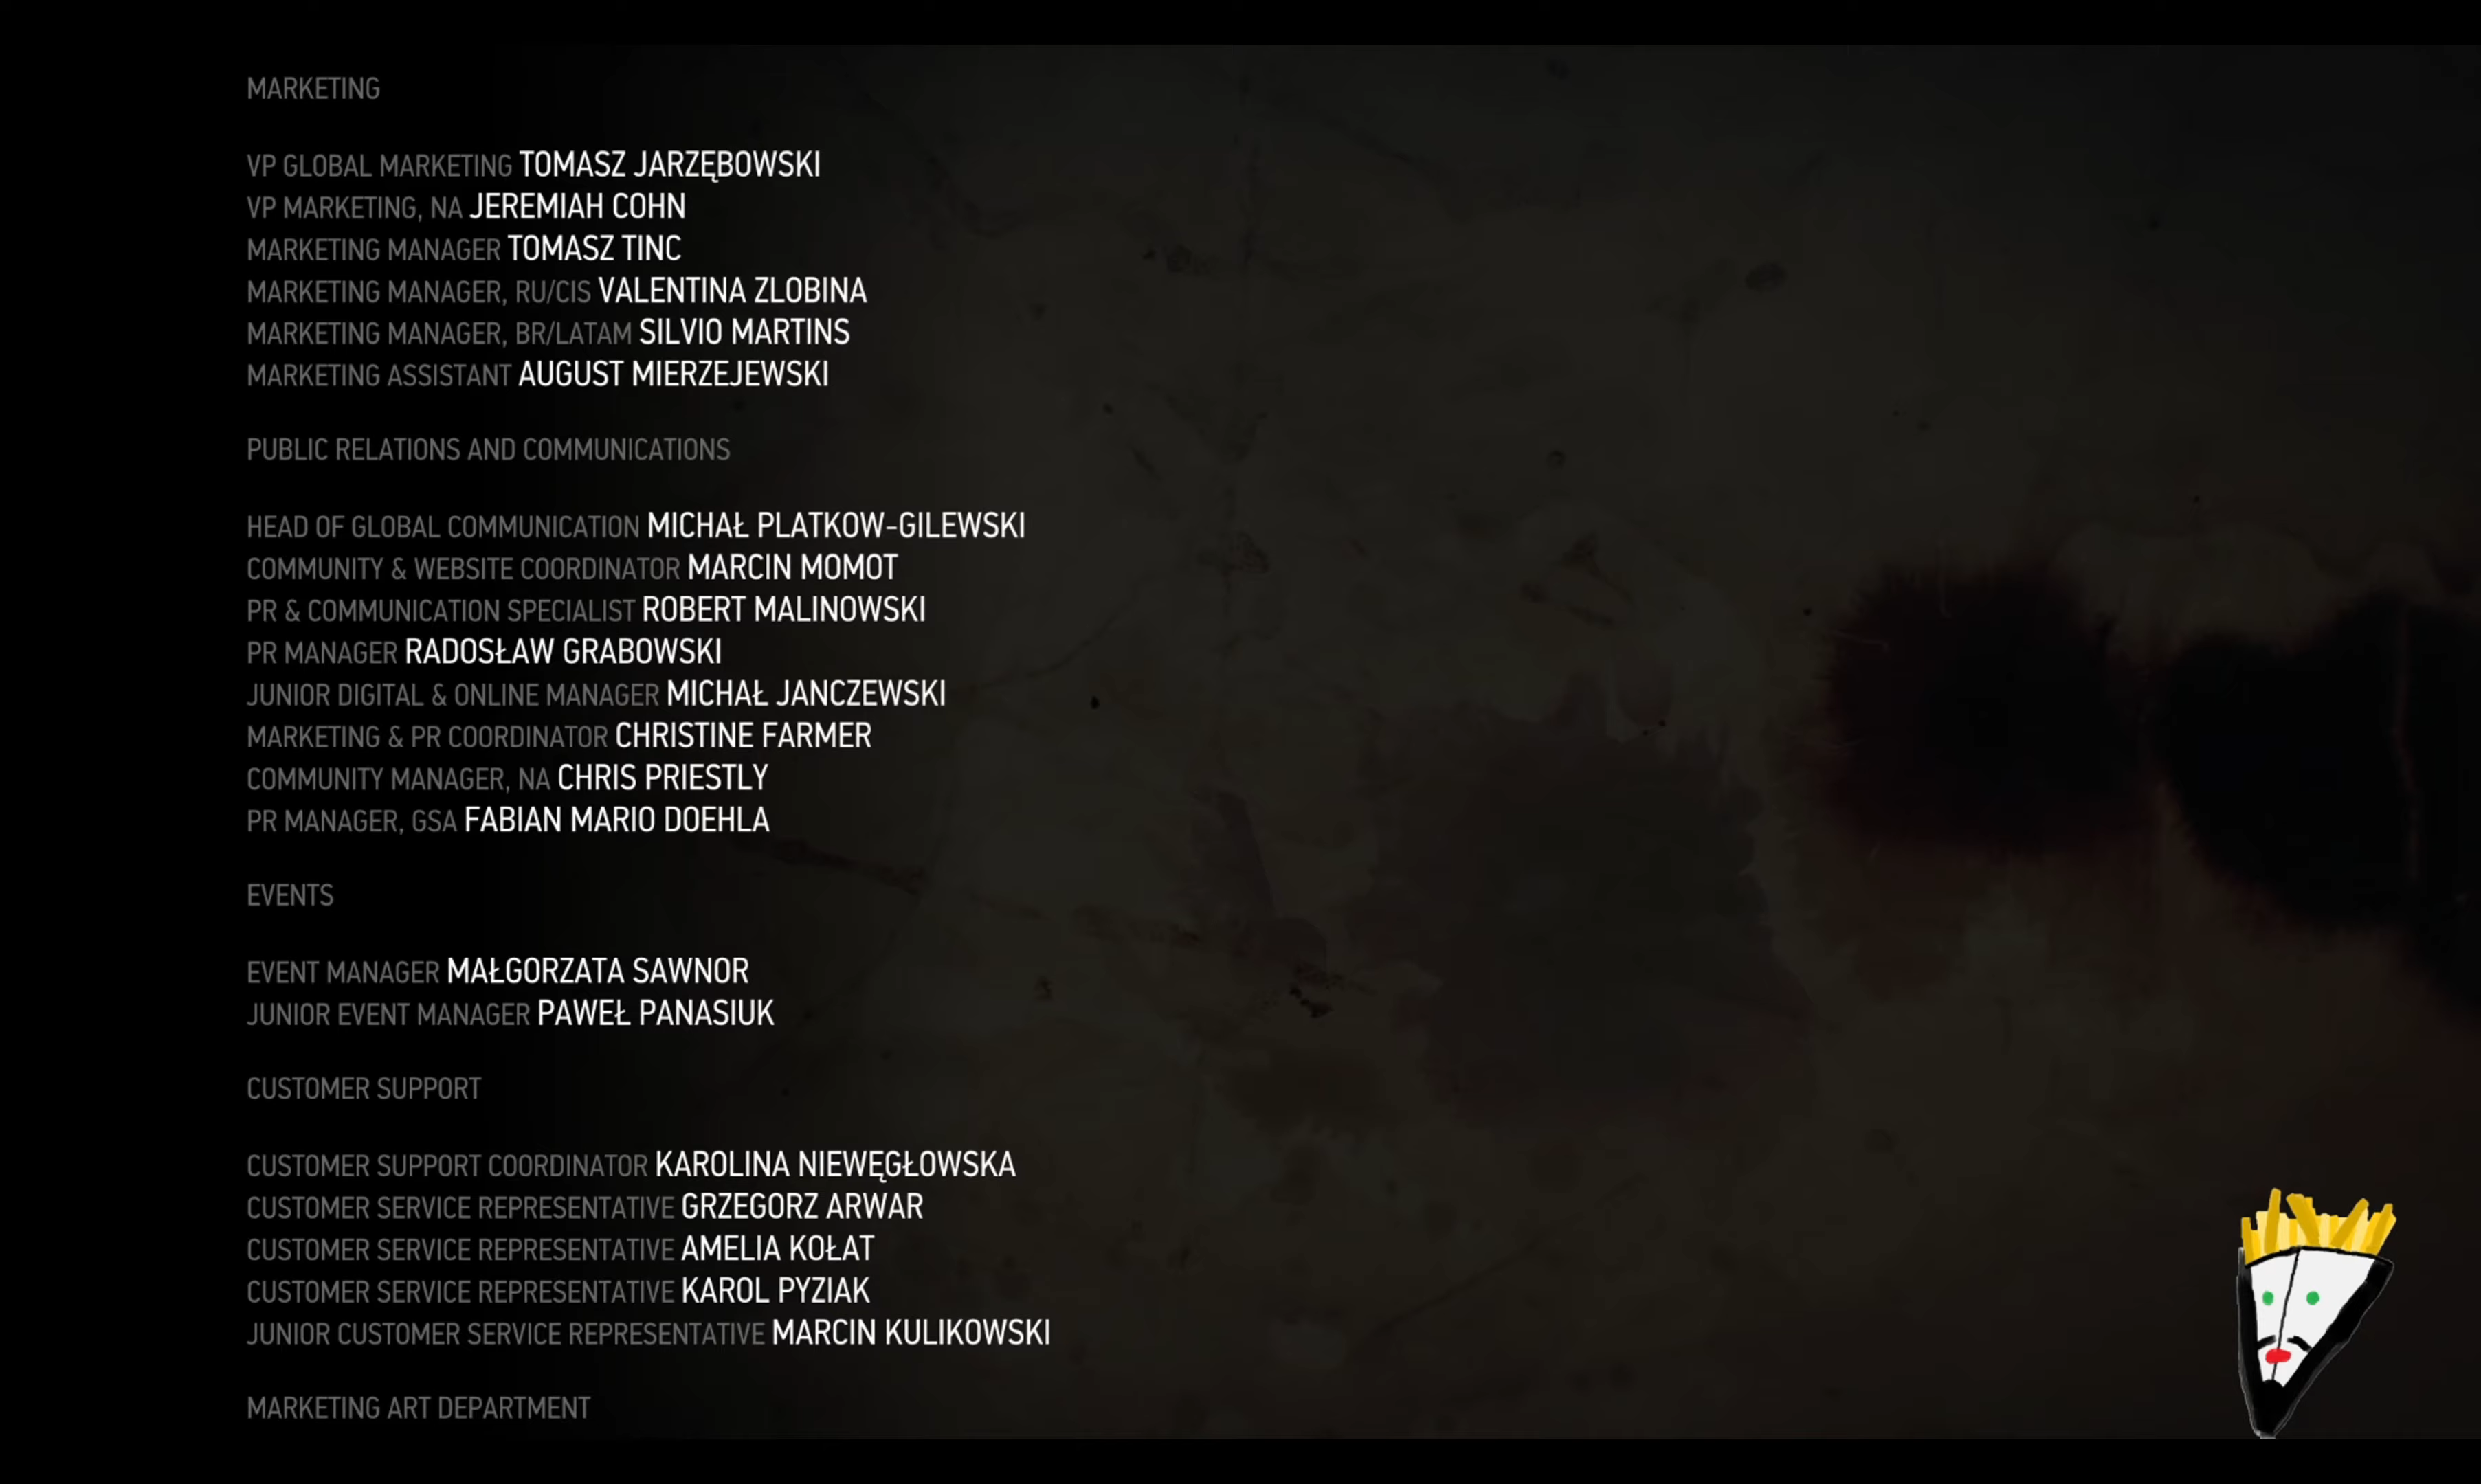 MARKETING
VP GLOBAL MARKETING TOMASZ JARZĘBOWSKI
VP MARKETING, NA JEREMIAH COHN
MARKETING MANAGER TOMASZ TINC
MARKETING MANAGER, RU/CIS VALENTINA ZLOBINA
MARKETING MANAGER, BR/LATAM SILVIO MARTINS
MARKETING ASSISTANT AUGUST MIERZEJEWSKI
PUBLIC RELATIONS AND COMMUNICATIONS
HEAD OF GLOBAL COMMUNICATION MICHAŁ PLATKOW-GILEWSKI
COMMUNITY & WEBSITE COORDINATOR MARCIN MOMOT
PR & COMMUNICATION SPECIALIST ROBERT MALINOWSKI
PR MANAGER RADOSŁAW GRABOWSKI
JUNIOR DIGITAL & ONLINE MANAGER MICHAŁ JANCZEWSKI
MARKETING & PR COORDINATOR CHRISTINE FARMER
COMMUNITY MANAGER, NA CHRIS PRIESTLY
PR MANAGER, GSA FABIAN MARIO DOEHLA
EVENTS
EVENT MANAGER MAŁGORZATA SAWNOR
JUNIOR EVENT MANAGER PAWEŁ PANASIUK
CUSTOMER SUPPORT
CUSTOMER SUPPORT COORDINATOR KAROLINA NIEWĘGŁOWSKA
CUSTOMER SERVICE REPRESENTATIVE GRZEGORZ ARWAR
CUSTOMER SERVICE REPRESENTATIVE AMELIA KOŁAT
CUSTOMER SERVICE REPRESENTATIVE KAROL PYZIAK
JUNIOR CUSTOMER SERVICE REPRESENTATIVE MARCIN KULIKOWSKI
MARKETING ART DEPARTMENT